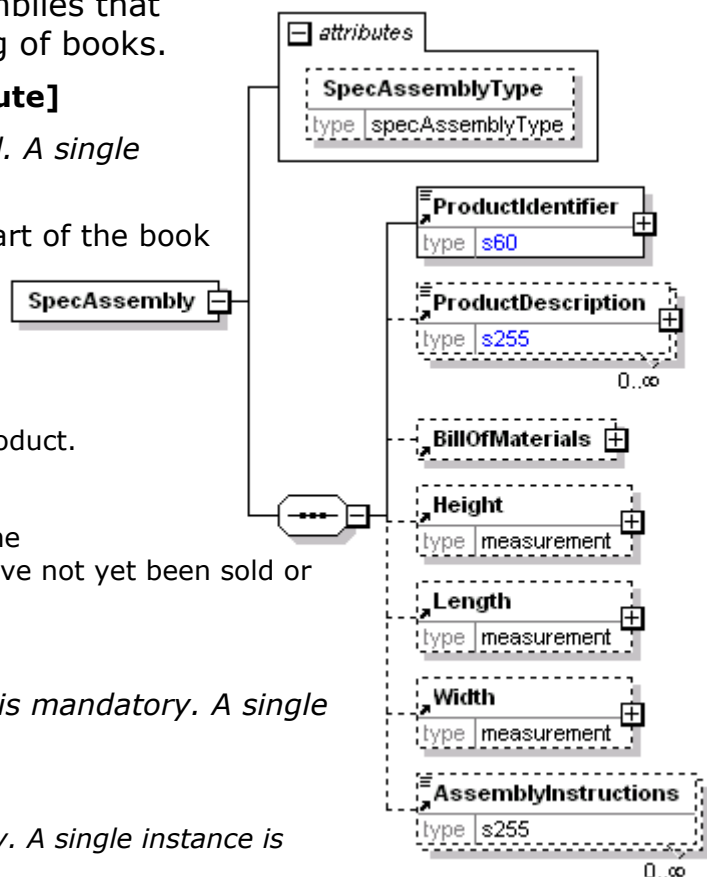 mblies that
g of books.
ute]
. A single
art of the book
oduct.
ne
ve not yet been sold or
is mandatory. A single
. A single instance is
attributes
SpecAssemblyType
type specAssemblyType
SpecAssembly
ProductIdentifier
type s60
ProductDescription
type s255
0..∞
BillOfMaterials
Height
type measurement
Length
type measurement
Width
type measurement
AssemblyInstructions
type s255
0..∞